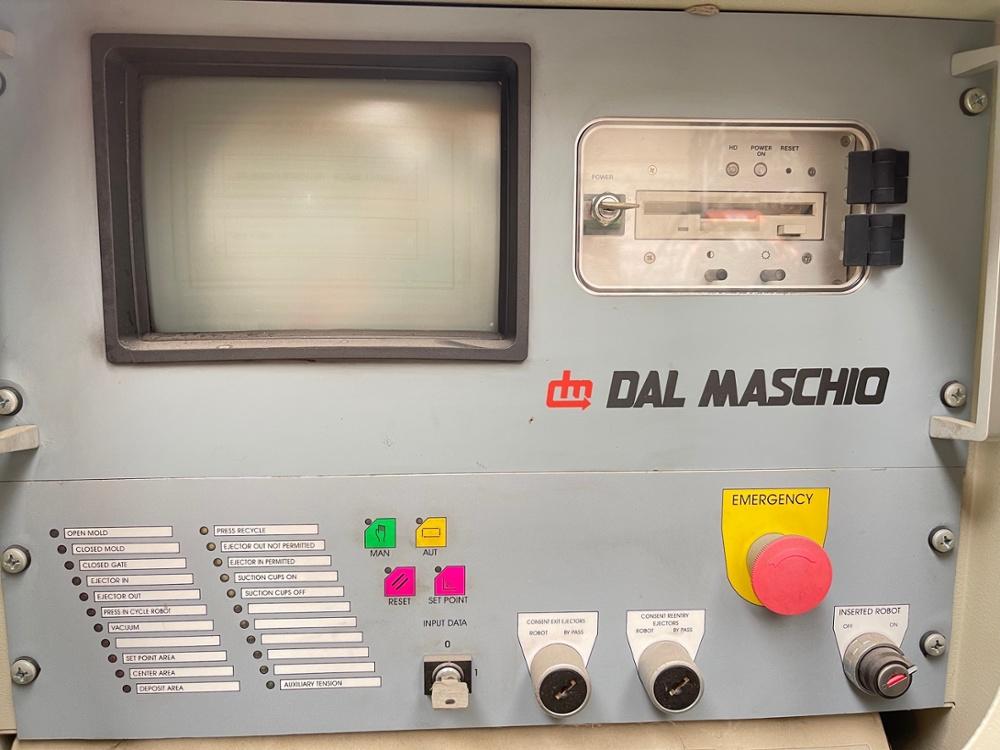 HD
POWER ON
RESET
POWER
dm DAL MASCHIO
EMERGENCY
OPEN MOLD
CLOSED MOLD
CLOSED GATE
EJECTOR IN
EJECTOR OUT
PRESS IN CYCLE ROBOT
VACUUM
SET POINT AREA
CENTER AREA
DEPOSIT AREA
PRESS RECYCLE
EJECTOR OUT NOT PERMITTED
EJECTOR IN PERMITTED
SUCTION CUPS ON
SUCTION CUPS OFF
AUXILIARY TENSION
MAN
AUT
RESET
SET POINT
INPUT DATA
0
1
CONSENT EXIT EJECTORS
ROBOT BY PASS
CONSENT REENTRY
EJECTORS
ROBOT BY PASS
INSERTED ROBOT
OFF ON